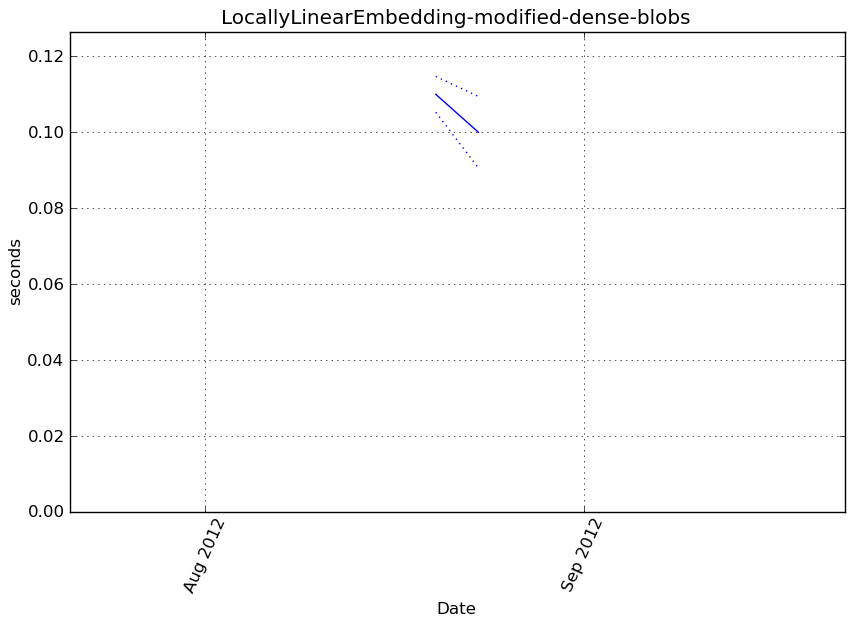 LocallyLinearEmbedding-modified-dense-blobs
0.12
0.10
0.08
0.06
0.04
0.02
0.00
seconds
Aug 2012
Sep 2012
Date